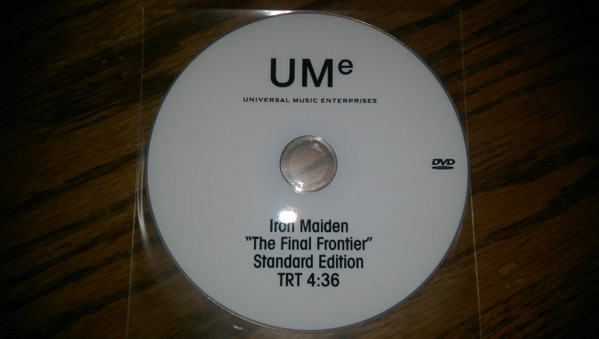 UMe
UNIVERSAL MUSIC ENTERPRISES
DVD
Iron Maiden
"The Final Frontier"
Standard Edition
TRT 4:36